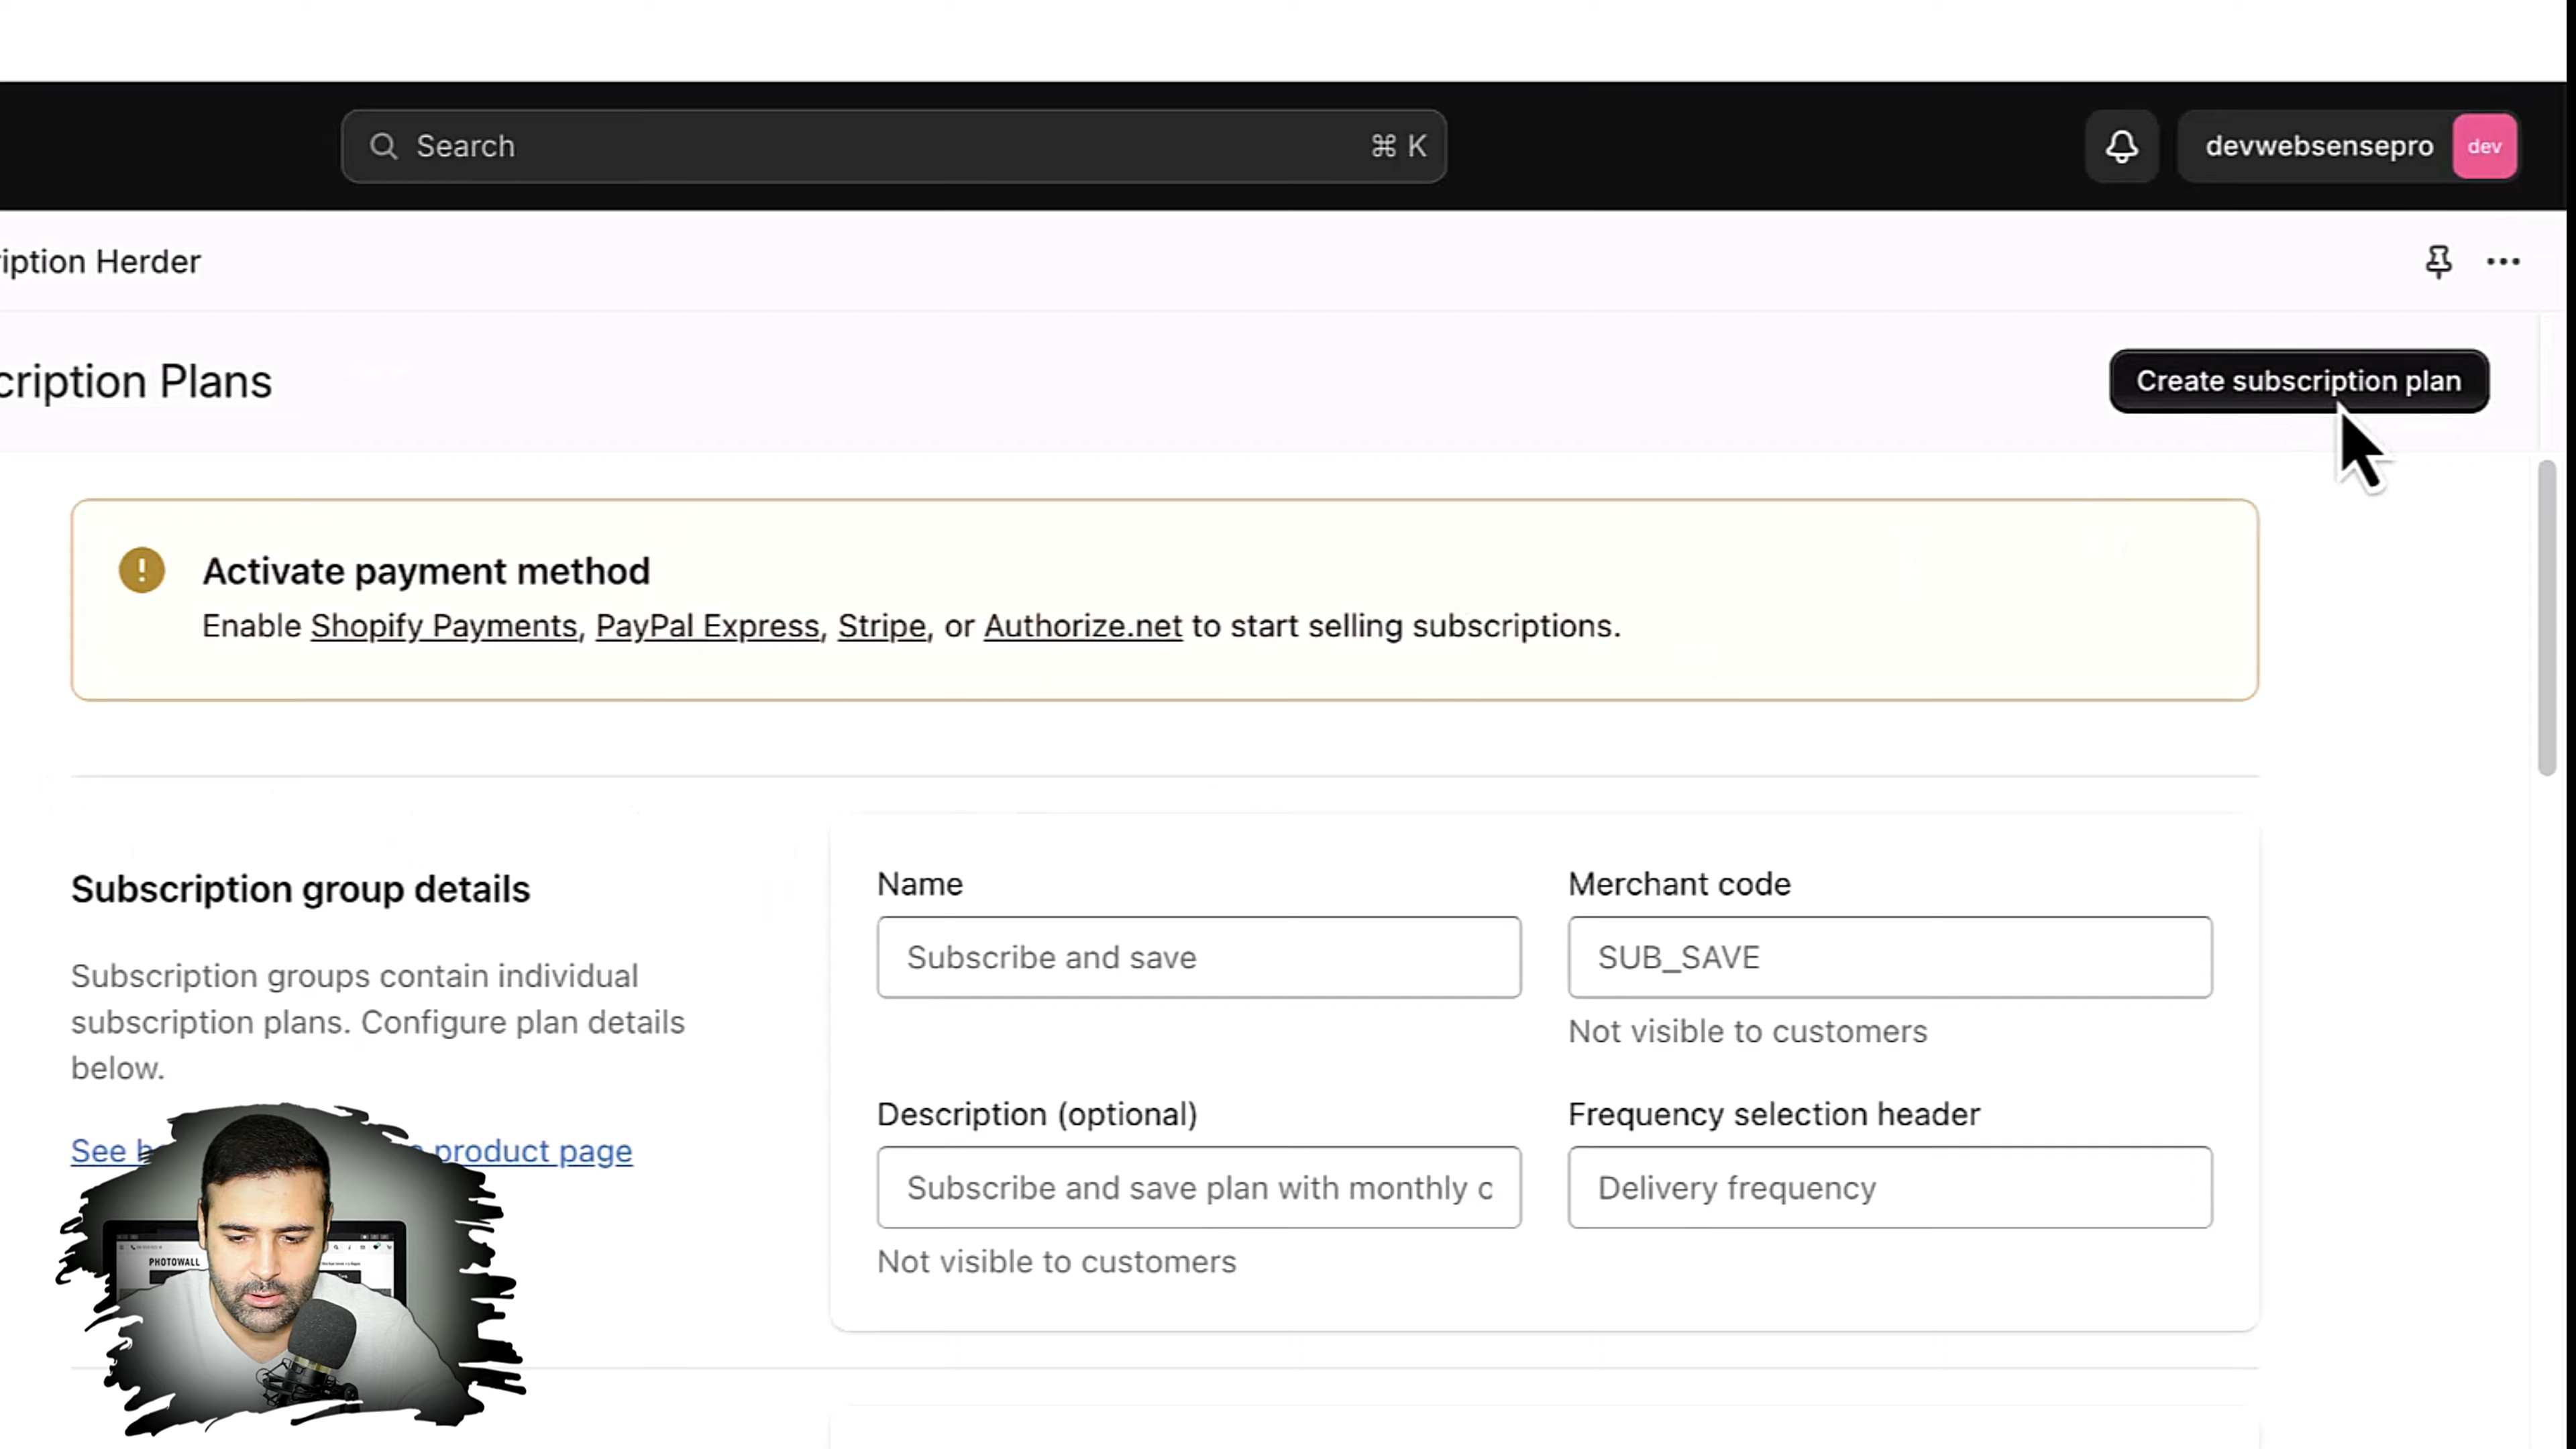 Search ⌘ K
devwebsensepro dev
iption Herder
cription Plans
Create subscription plan
Activate payment method
Enable Shopify Payments, PayPal Express, Stripe, or Authorize.net to start selling subscriptions.
Subscription group details
Subscription groups contain individual
subscription plans. Configure plan details
below.
See product page
Name
Subscribe and save
Merchant code
SUB_SAVE
Not visible to customers
Description (optional)
Subscribe and save plan with monthly c
Not visible to customers
Frequency selection header
Delivery frequency
PHOTOWALL